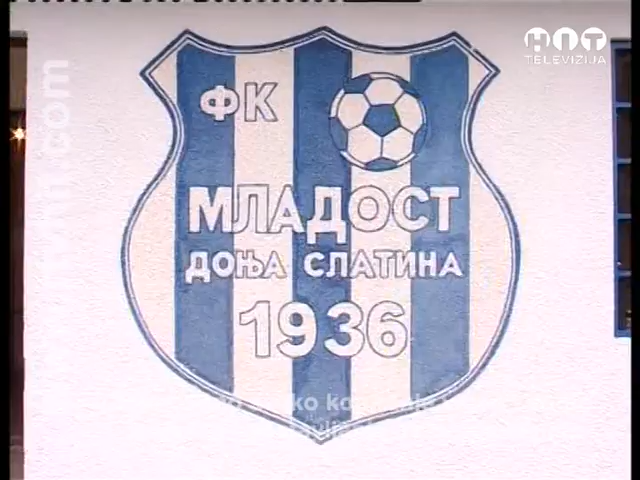 HIT
TELEVIZIJA
ФК
МЛАДОСТ
ДОЊА СЛАТИНА
1936